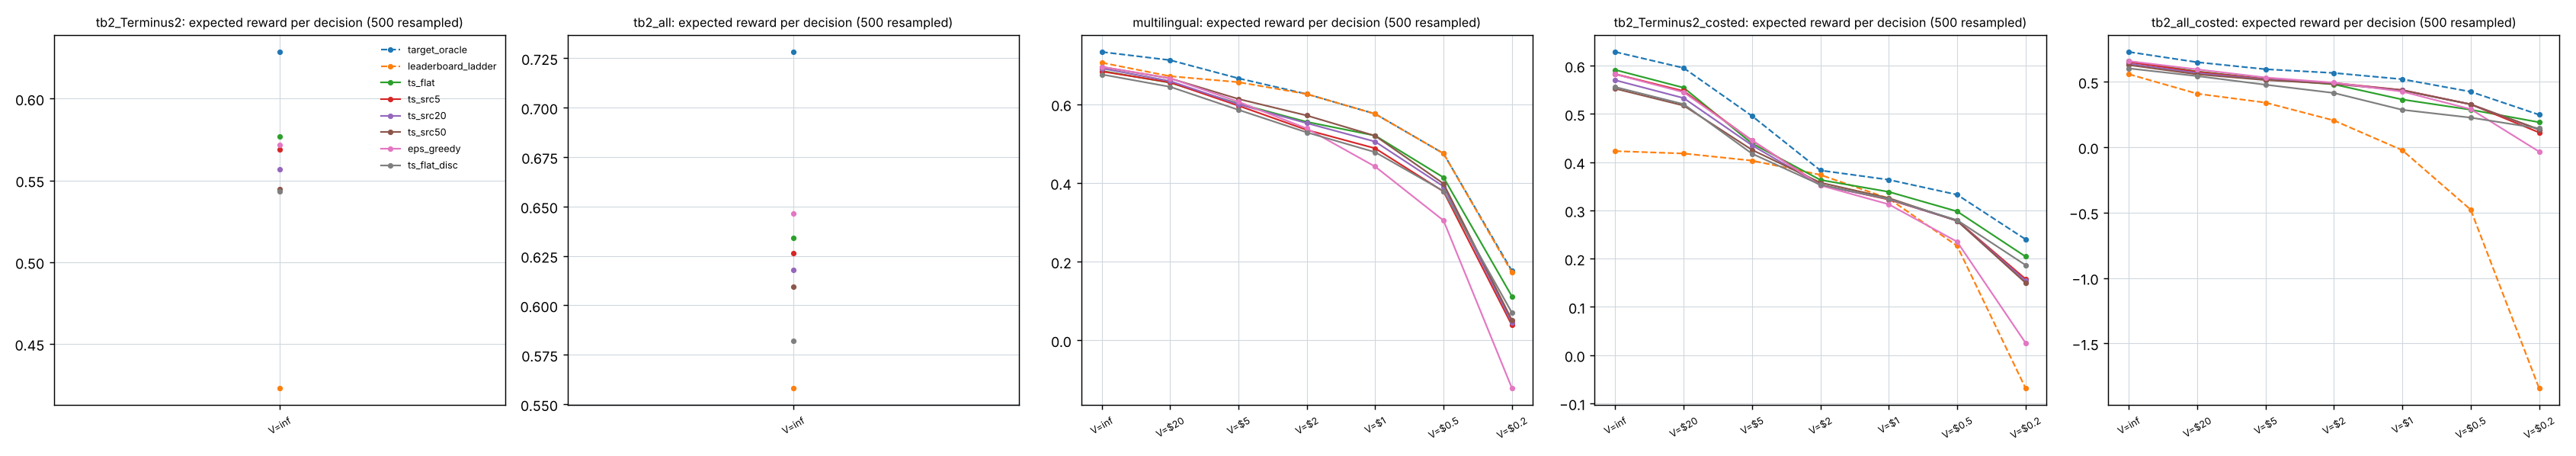 tb2_Terminus2: expected reward per decision (500 resampled)
0.60
0.55
0.50
0.45
V=inf
target_oracle
leaderboard_ladder
ts_flat
ts_src5
ts_src20
ts_src50
eps_greedy
ts_flat_disc
tb2_all: expected reward per decision (500 resampled)
0.725
0.700
0.675
0.650
0.625
0.600
0.575
0.550
V=inf
multilingual: expected reward per decision (500 resampled)
0.6
0.4
0.2
0.0
V=inf
V=$20
V=$5
V=$2
V=$1
V=$0.5
V=$0.2
tb2_Terminus2_costed: expected reward per decision (500 resampled)
0.6
0.5
0.4
0.3
0.2
0.1
0.0
−0.1
V=inf
V=$20
V=$5
V=$2
V=$1
V=$0.5
V=$0.2
tb2_all_costed: expected reward per decision (500 resampled)
0.5
0.0
−0.5
−1.0
−1.5
V=inf
V=$20
V=$5
V=$2
V=$1
V=$0.5
V=$0.2